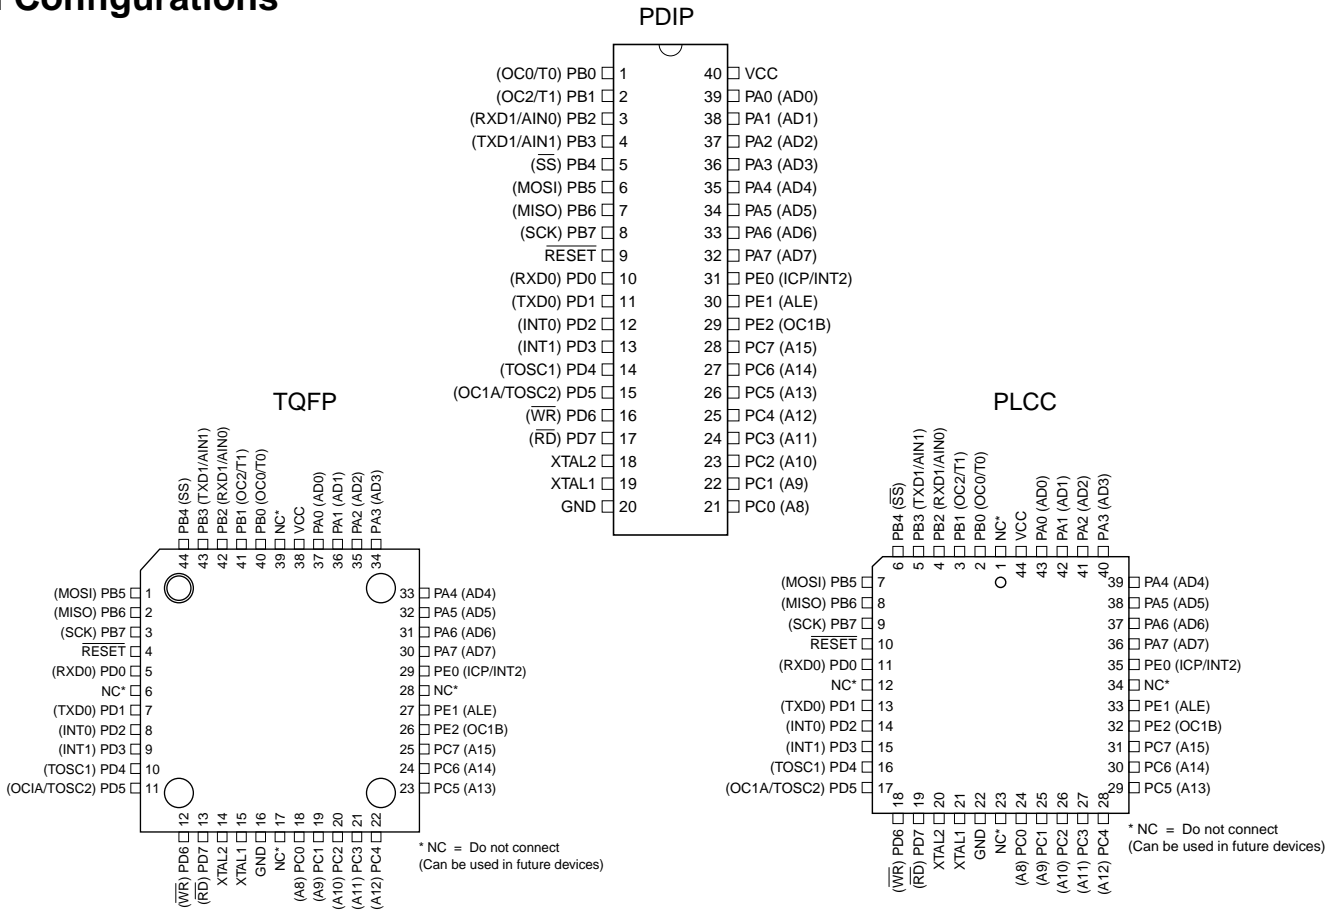 Configurations
PDIP
(OC0/T0) PB0 1
(OC2/T1) PB1 2
(RXD1/AIN0) PB2 3
(TXD1/AIN1) PB3 4
(SS) PB4 5
(MOSI) PB5 6
(MISO) PB6 7
(SCK) PB7 8
RESET 9
(RXD0) PD0 10
(TXD0) PD1 11
(INT0) PD2 12
(INT1) PD3 13
(TOSC1) PD4 14
(OC1A/TOSC2) PD5 15
(WR) PD6 16
(RD) PD7 17
XTAL2 18
XTAL1 19
GND 20
40 VCC
39 PA0 (AD0)
38 PA1 (AD1)
37 PA2 (AD2)
36 PA3 (AD3)
35 PA4 (AD4)
34 PA5 (AD5)
33 PA6 (AD6)
32 PA7 (AD7)
31 PE0 (ICP/INT2)
30 PE1 (ALE)
29 PE2 (OC1B)
28 PC7 (A15)
27 PC6 (A14)
26 PC5 (A13)
25 PC4 (A12)
24 PC3 (A11)
23 PC2 (A10)
22 PC1 (A9)
21 PC0 (A8)
TQFP
44 PB4 (SS)
43 PB3 (TXD1/AIN1)
42 PB2 (RXD1/AIN0)
41 PB1 (OC2/T1)
40 PB0 (OC0/T0)
39 NC*
38 VCC
37 PA0 (AD0)
36 PA1 (AD1)
35 PA2 (AD2)
34 PA3 (AD3)
(MOSI) PB5 1
(MISO) PB6 2
(SCK) PB7 3
RESET 4
(RXD0) PD0 5
NC* 6
(TXD0) PD1 7
(INT0) PD2 8
(INT1) PD3 9
(TOSC1) PD4 10
(OCIA/TOSC2) PD5 11
33 PA4 (AD4)
32 PA5 (AD5)
31 PA6 (AD6)
30 PA7 (AD7)
29 PE0 (ICP/INT2)
28 NC*
27 PE1 (ALE)
26 PE2 (OC1B)
25 PC7 (A15)
24 PC6 (A14)
23 PC5 (A13)
(WR) PD6 12
(RD) PD7 13
XTAL2 14
XTAL1 15
GND 16
NC* 17
(A8) PC0 18
(A9) PC1 19
(A10) PC2 20
(A11) PC3 21
(A12) PC4 22
* NC = Do not connect
(Can be used in future devices)
PLCC
6 PB4 (SS)
5 PB3 (TXD1/AIN1)
4 PB2 (RXD1/AIN0)
3 PB1 (OC2/T1)
2 PB0 (OC0/T0)
1 NC*
44 VCC
43 PA0 (AD0)
42 PA1 (AD1)
41 PA2 (AD2)
40 PA3 (AD3)
(MOSI) PB5 7
(MISO) PB6 8
(SCK) PB7 9
RESET 10
(RXD0) PD0 11
NC* 12
(TXD0) PD1 13
(INT0) PD2 14
(INT1) PD3 15
(TOSC1) PD4 16
(OC1A/TOSC2) PD5 17
39 PA4 (AD4)
38 PA5 (AD5)
37 PA6 (AD6)
36 PA7 (AD7)
35 PE0 (ICP/INT2)
34 NC*
33 PE1 (ALE)
32 PE2 (OC1B)
31 PC7 (A15)
30 PC6 (A14)
29 PC5 (A13)
(WR) PD6 18
(RD) PD7 19
XTAL2 20
XTAL1 21
GND 22
NC* 23
(A8) PC0 24
(A9) PC1 25
(A10) PC2 26
(A11) PC3 27
(A12) PC4 28
* NC = Do not connect
(Can be used in future devices)